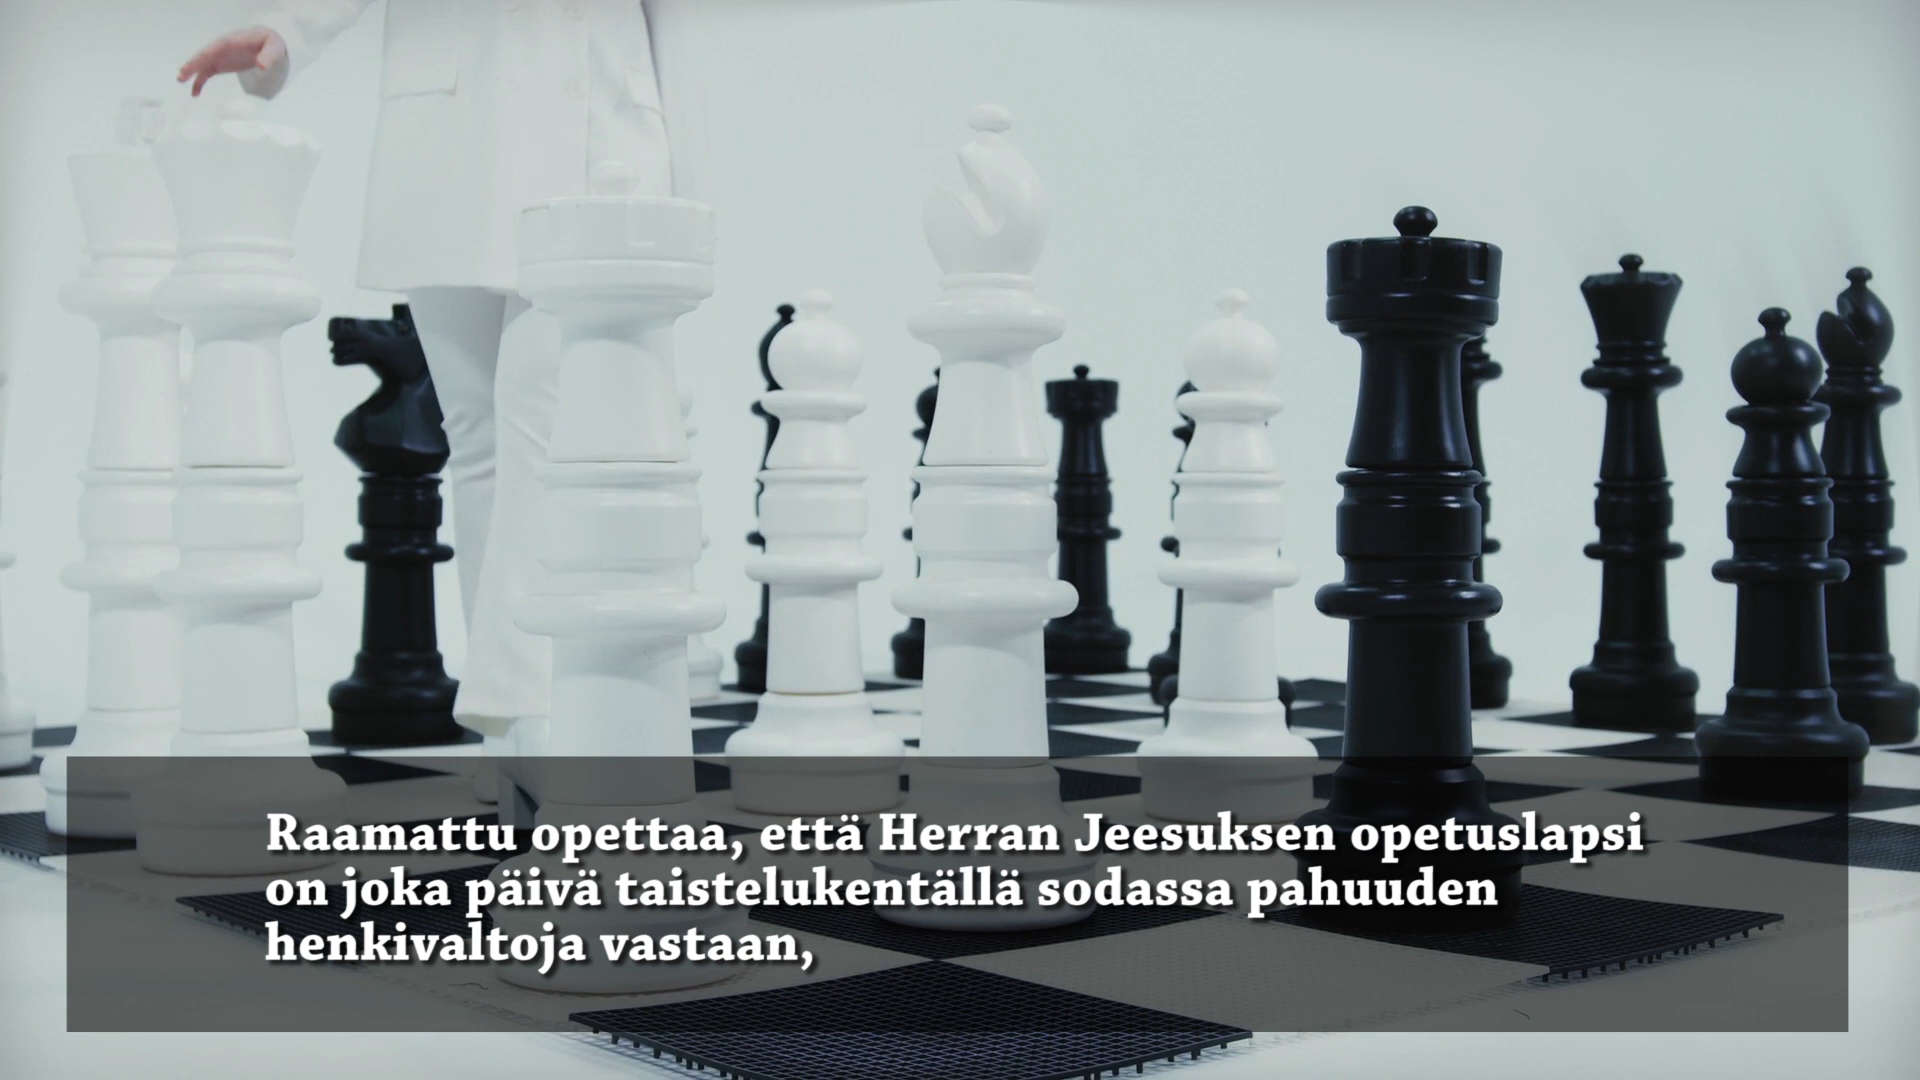 Raamattu opettaa, että Herran Jeesuksen opetuslapsi
on joka päivä taistelukentällä sodassa pahuuden
henkivaltoja vastaan,